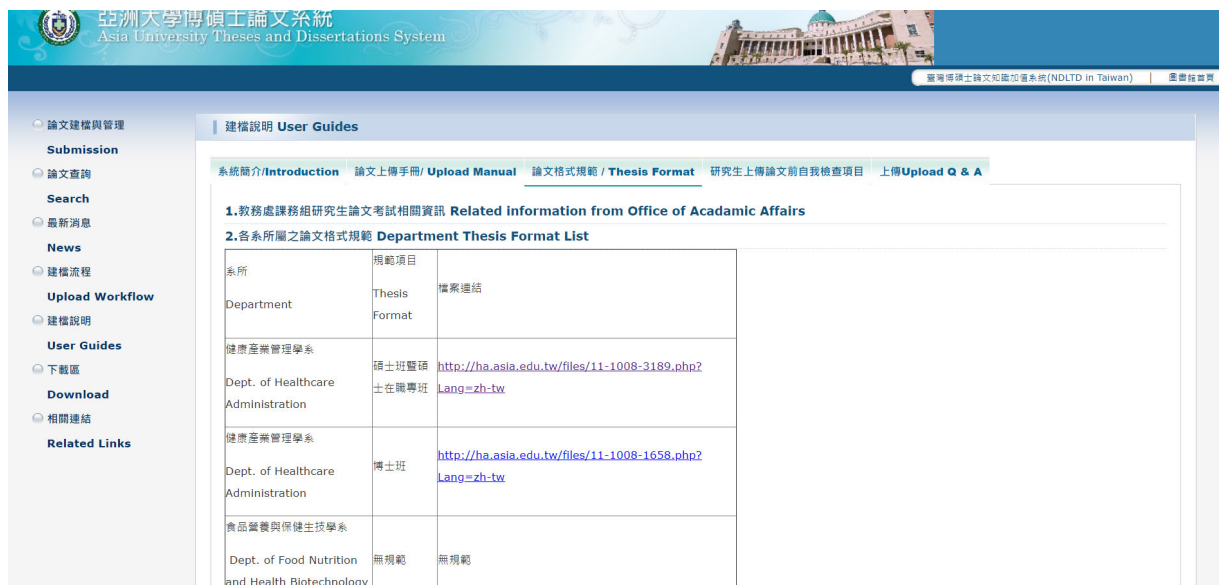 亞洲大學博碩士論文系統
Asia University Theses and Dissertations System
臺灣博碩士論文知識加值系統(NDLTD in Taiwan) | 圖書館首頁
論文建檔與管理
Submission
論文查詢
Search
最新消息
News
建檔流程
Upload Workflow
建檔說明
User Guides
下載區
Download
相關連結
Related Links
建檔說明 User Guides
系統簡介/Introduction 論文上傳手冊/ Upload Manual 論文格式規範 / Thesis Format 研究生上傳論文前自我檢查項目 上傳Upload Q & A
1.教務處課務組研究生論文考試相關資訊 Related information from Office of Acadamic Affairs
2.各系所屬之論文格式規範 Department Thesis Format List
系所
Department
規範項目
Thesis
Format
檔案連結
健康產業管理學系
Dept. of Healthcare
Administration
碩士班暨碩
士在職專班
http://ha.asia.edu.tw/files/11-1008-3189.php?
Lang=zh-tw
健康產業管理學系
Dept. of Healthcare
Administration
博士班
http://ha.asia.edu.tw/files/11-1008-1658.php?
Lang=zh-tw
食品營養與保健生技學系
Dept. of Food Nutrition
and Health Biotechnology
無規範
無規範